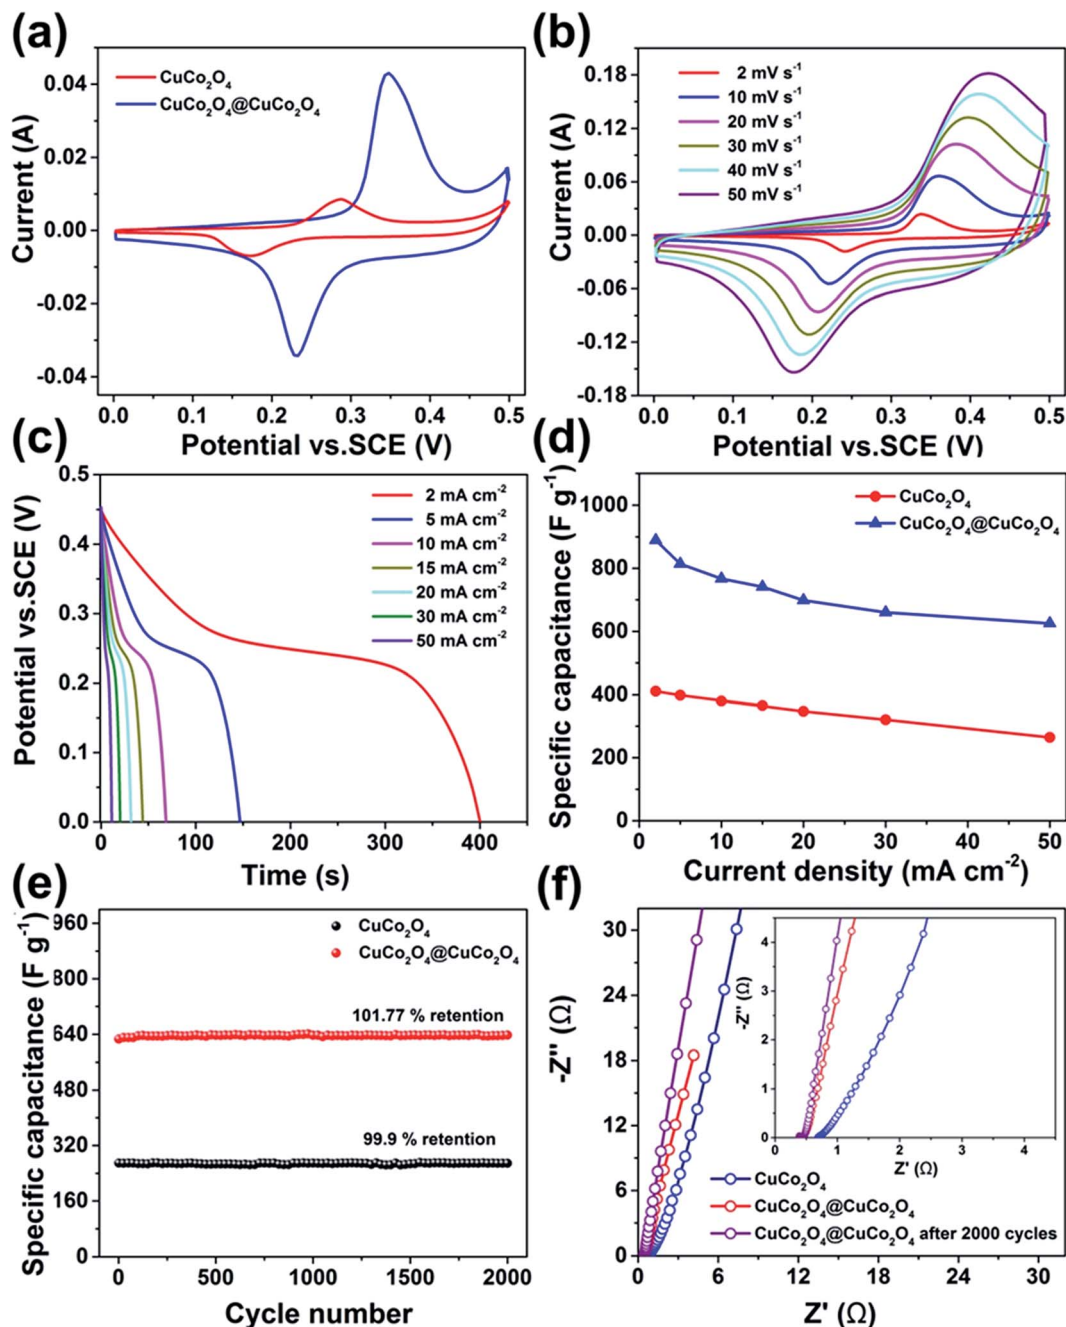 (a)
Current (A)
0.04
0.02
0.00
-0.02
-0.04
CuCo₂O₄
CuCo₂O₄@CuCo₂O₄
0.0 0.1 0.2 0.3 0.4 0.5
Potential vs.SCE (V)
(b)
Current (A)
0.18
0.12
0.06
0.00
-0.06
-0.12
-0.18
2 mV s⁻¹
10 mV s⁻¹
20 mV s⁻¹
30 mV s⁻¹
40 mV s⁻¹
50 mV s⁻¹
0.0 0.1 0.2 0.3 0.4 0.5
Potential vs.SCE (V)
(c)
Potential vs.SCE (V)
0.5
0.4
0.3
0.2
0.1
0.0
2 mA cm⁻²
5 mA cm⁻²
10 mA cm⁻²
15 mA cm⁻²
20 mA cm⁻²
30 mA cm⁻²
50 mA cm⁻²
0 100 200 300 400
Time (s)
(d)
Specific capacitance (F g⁻¹)
1000
800
600
400
200
0
CuCo₂O₄
CuCo₂O₄@CuCo₂O₄
0 10 20 30 40 50
Current density (mA cm⁻²)
(e)
Specific capacitance (F g⁻¹)
960
800
640
480
320
160
0
CuCo₂O₄
CuCo₂O₄@CuCo₂O₄
101.77 % retention
99.9 % retention
0 500 1000 1500 2000
Cycle number
(f)
-Z'' (Ω)
30
24
18
12
6
0
-Z'' (Ω)
4
3
2
1
0
0 1 2 3 4
Z' (Ω)
CuCo₂O₄
CuCo₂O₄@CuCo₂O₄
CuCo₂O₄@CuCo₂O₄ after 2000 cycles
0 6 12 18 24 30
Z' (Ω)